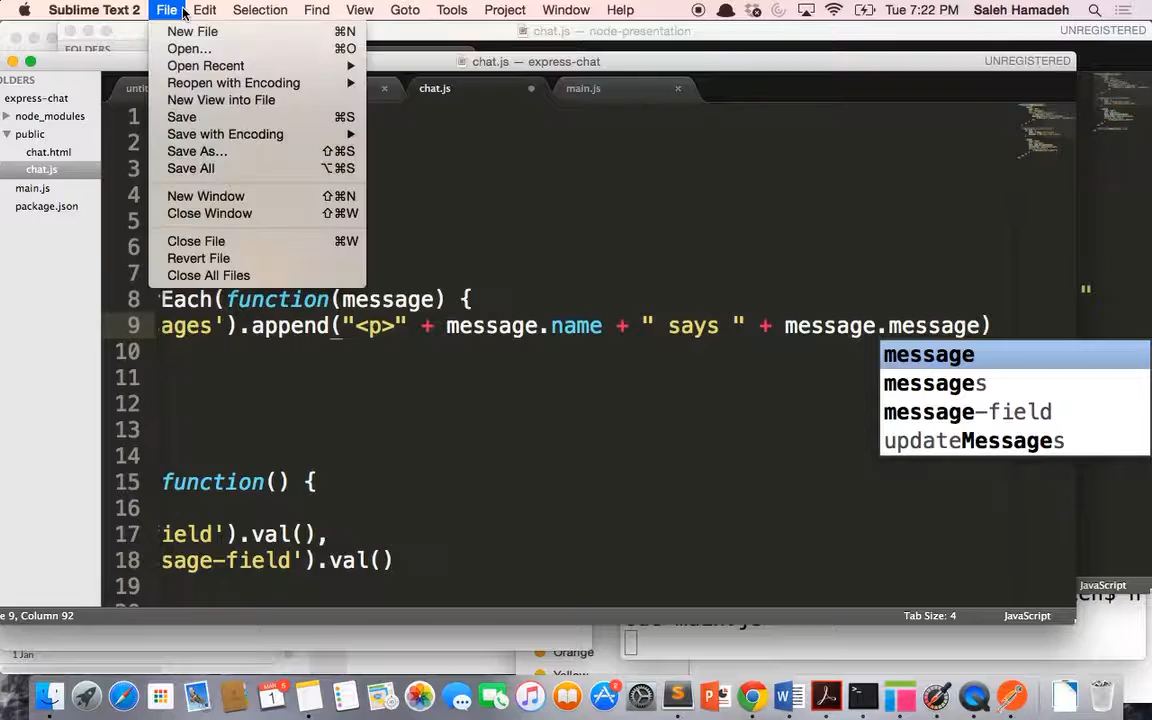 Sublime Text 2 File Edit Selection Find View Goto Tools Project Window Help Tue 7:22 PM Saleh Hamadeh
chat.js — node-presentation UNREGISTERED
FOLDERS
chat.js — express-chat UNREGISTERED
New File ⌘N
Open... ⌘O
Open Recent
Reopen with Encoding
New View into File
Save ⌘S
Save with Encoding
Save As... ⇧⌘S
Save All ⌥⌘S
New Window ⇧⌘N
Close Window ⇧⌘W
Close File ⌘W
Revert File
Close All Files
OLDERS
express-chat
node_modules
public
chat.html
chat.js
main.js
package.json
untit
chat.js
main.js
1
2
3
4
5
6
7
8 Each(function(message) {
9 ages').append("<p>" + message.name + " says " + message.message)
10
11
12
13
14
15 function() {
16
17 ield').val(),
18 sage-field').val()
19
message
messages
message-field
updateMessages
"
JavaScript
e 9, Column 92 Tab Size: 4 JavaScript
1 Jan
Orange